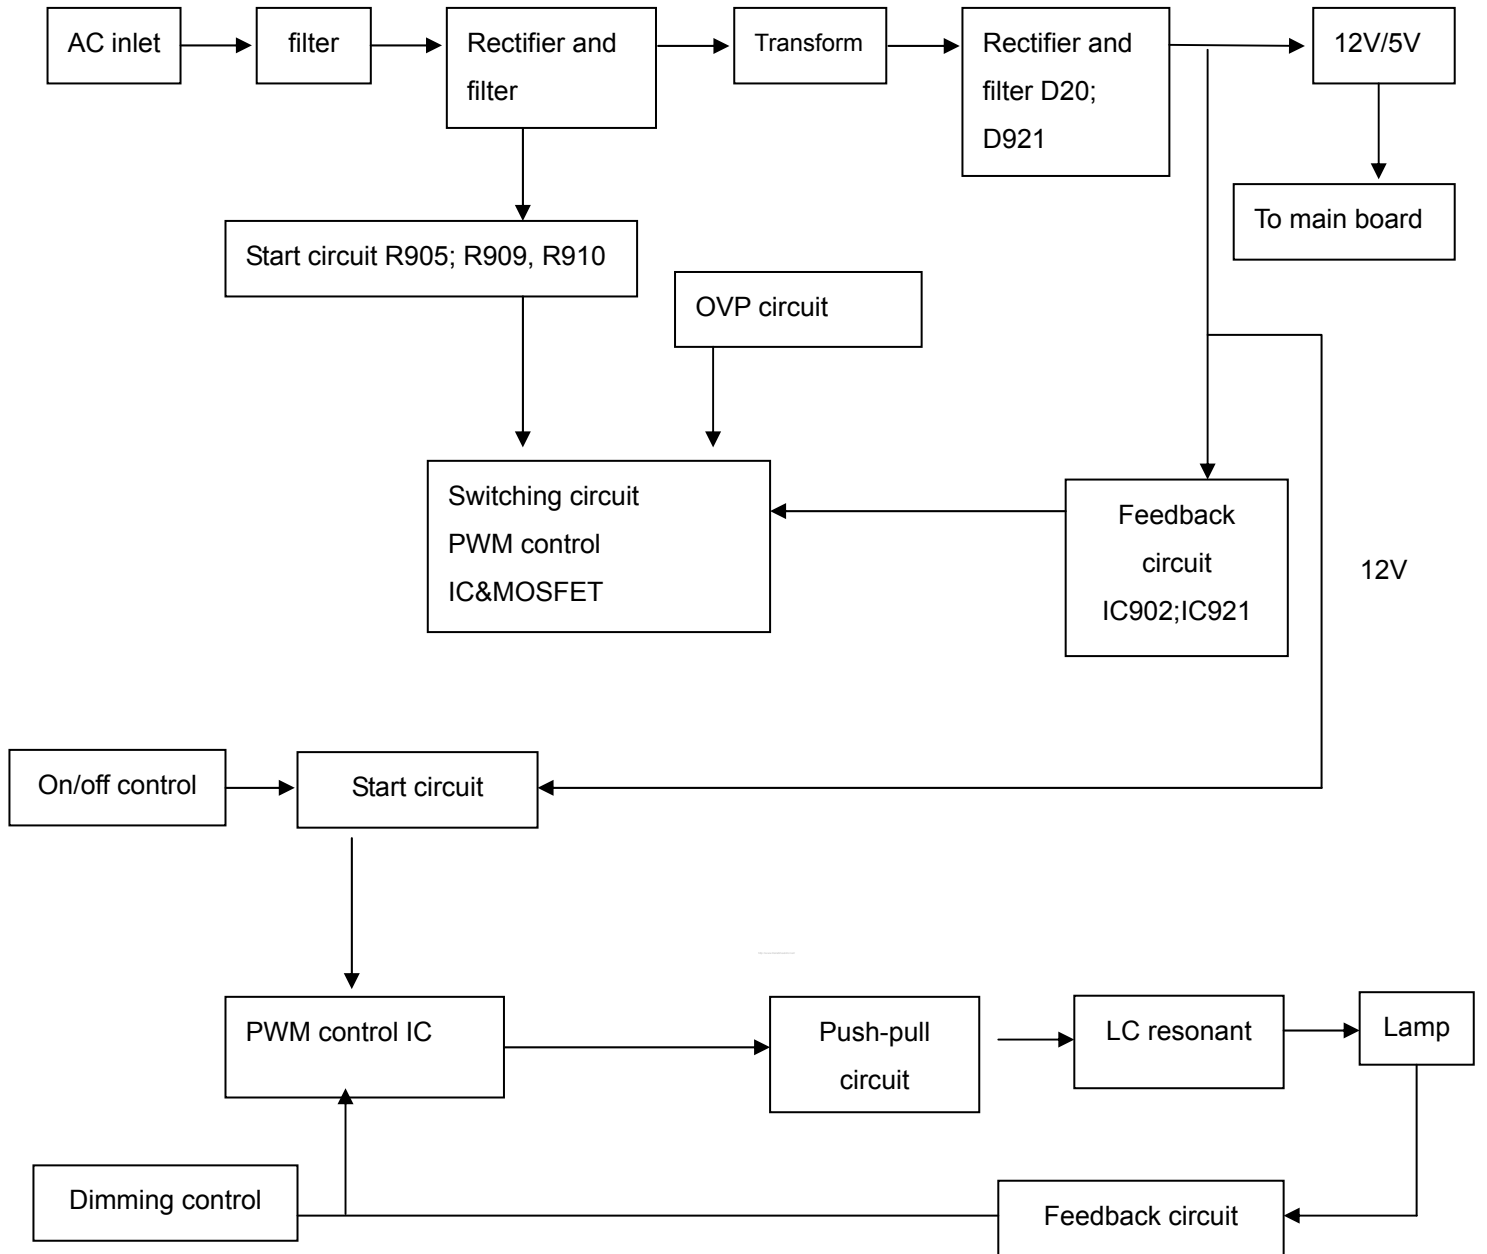 AC inlet
filter
Rectifier and
filter
Transform
Rectifier and
filter D20;
D921
12V/5V
To main board
Start circuit R905; R909, R910
OVP circuit
Switching circuit
PWM control
IC&MOSFET
Feedback
circuit
IC902;IC921
12V
On/off control
Start circuit
PWM control IC
Push-pull
circuit
LC resonant
Lamp
Dimming control
Feedback circuit